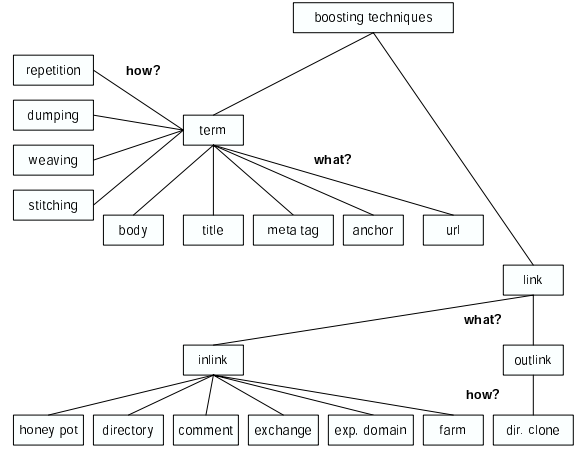 boosting techniques
repetition
how?
dumping
term
weaving
what?
stitching
body
title
meta tag
anchor
url
link
what?
inlink
outlink
how?
honey pot
directory
comment
exchange
exp. domain
farm
dir. clone